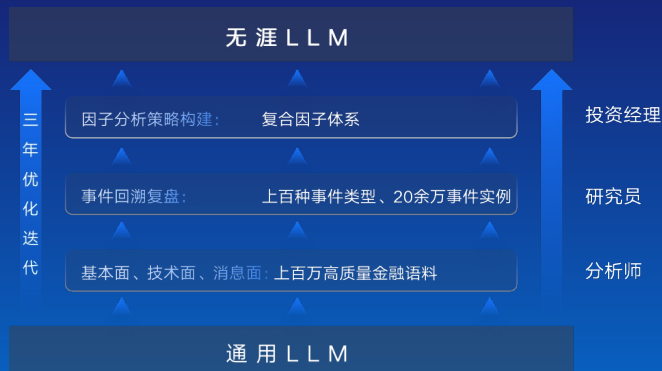 无涯LLM
三年优化迭代
因子分析策略构建： 复合因子体系
投资经理
事件回溯复盘： 上百种事件类型、20余万事件实例
研究员
基本面、技术面、消息面：上百万高质量金融语料
分析师
通用LLM